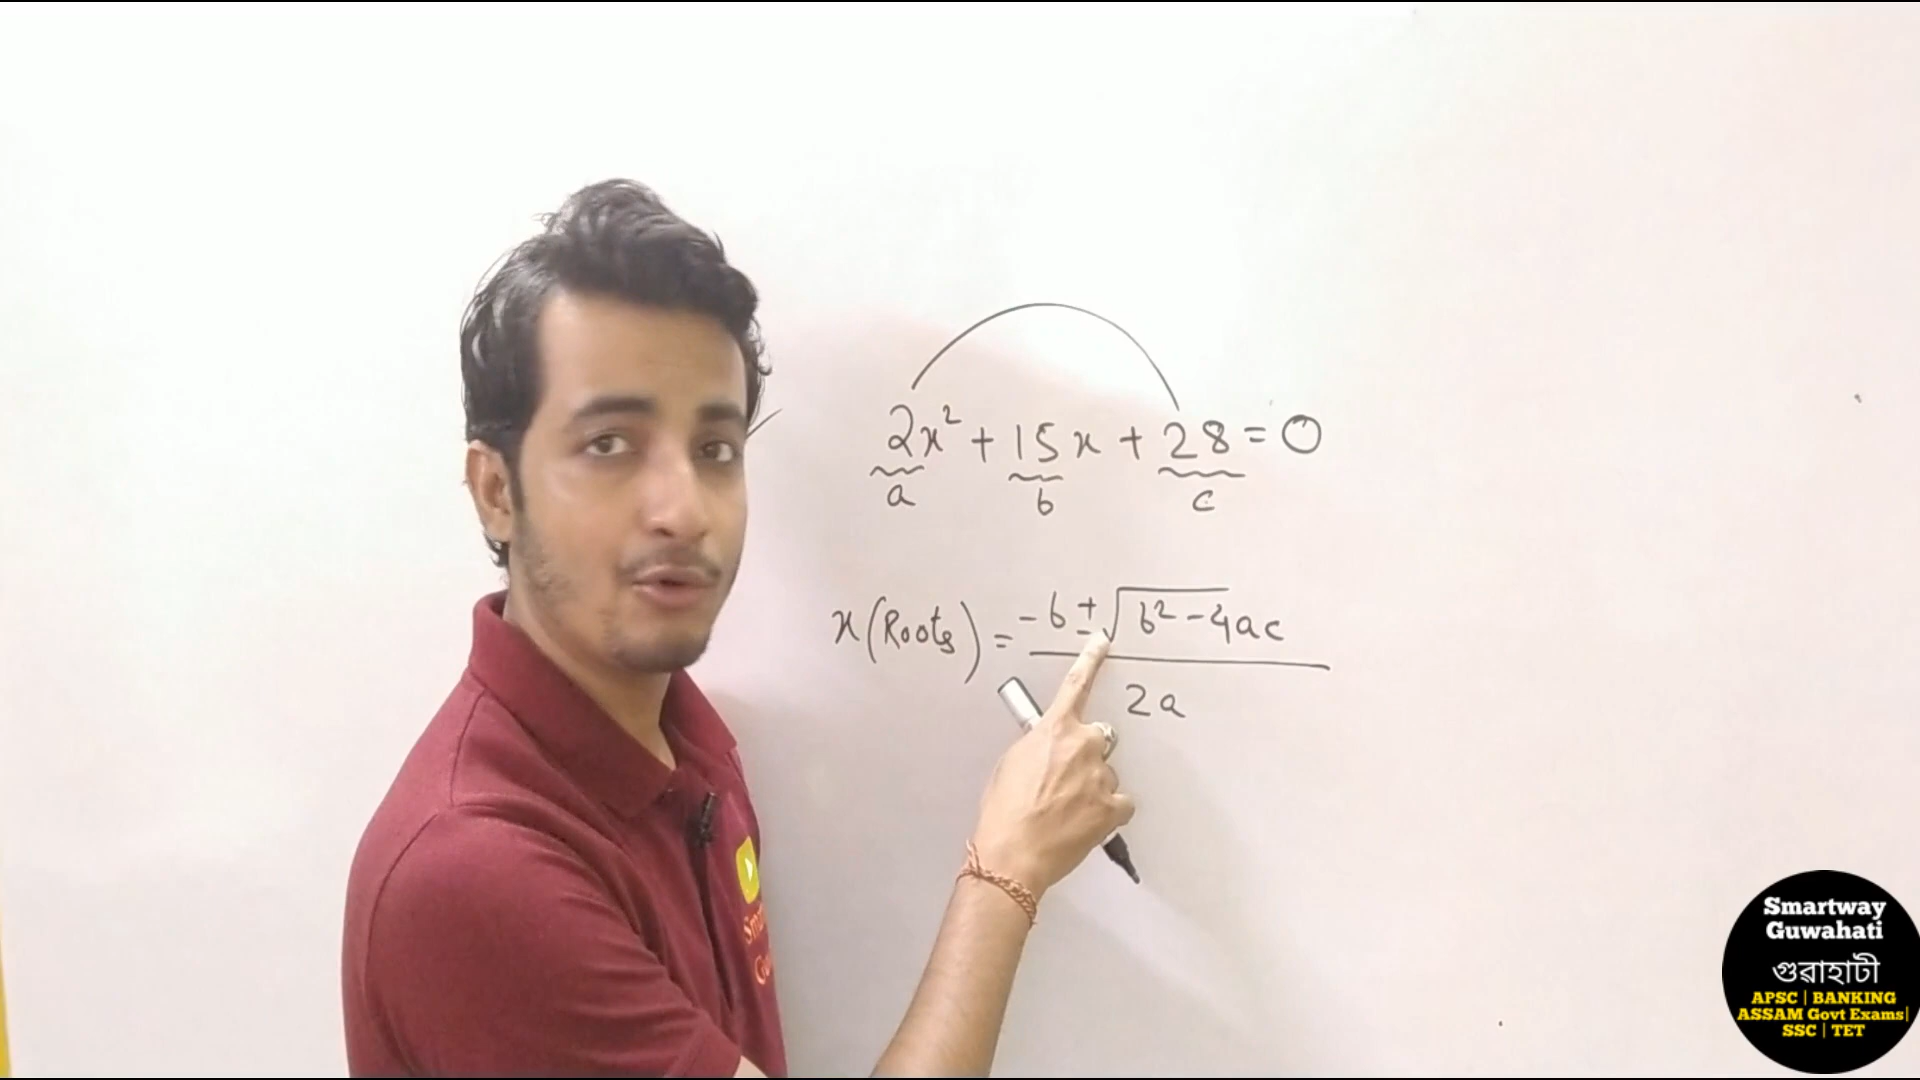 2x² + 15x + 28 = 0
a b c
x (Roots) = -b ± √b² - 4ac
2a
Smartway
Guwahati
গুৱাহাটী
APSC | BANKING
ASSAM Govt Exams|
SSC | TET